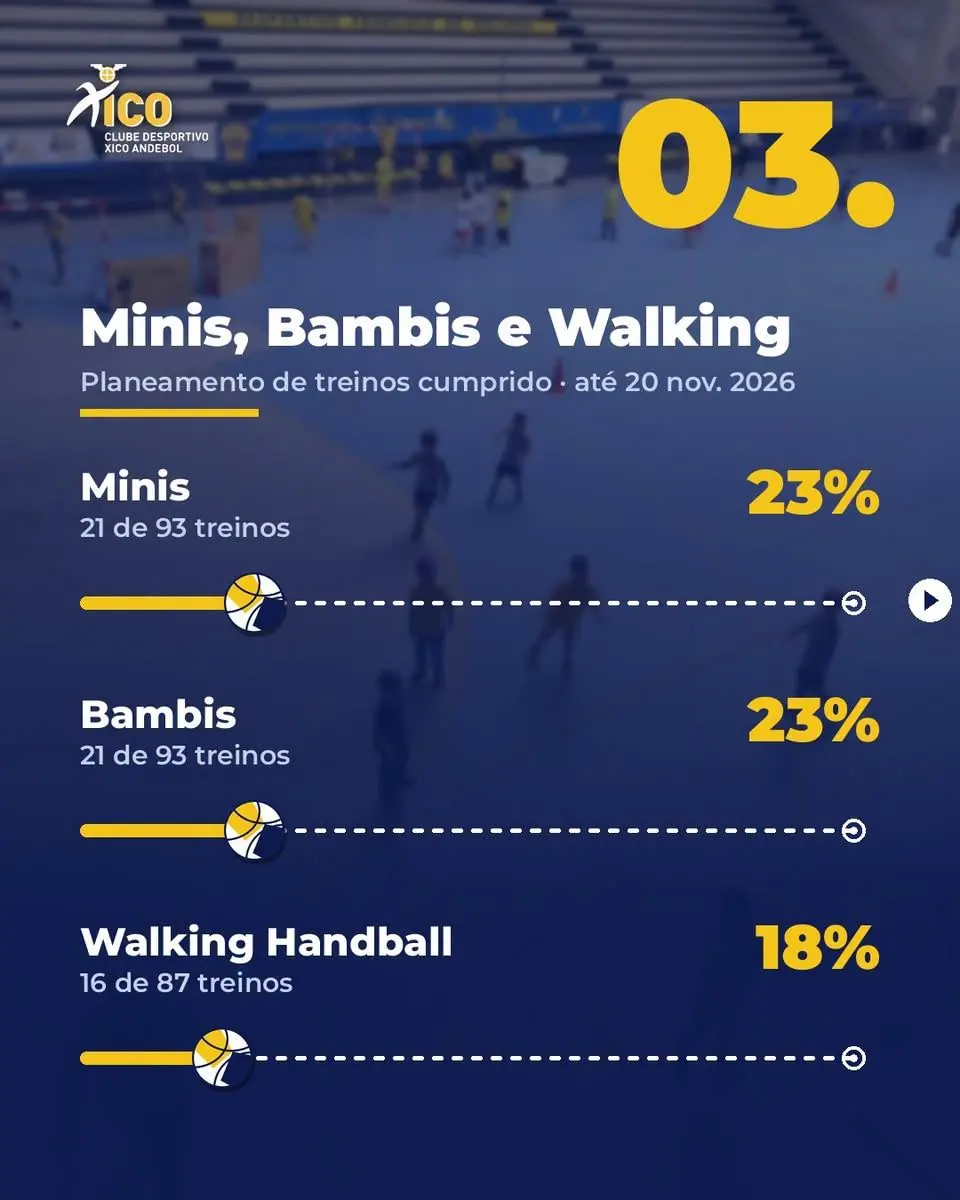 XICO
CLUBE DESPORTIVO
XICO ANDEBOL
03.
Minis, Bambis e Walking
Planeamento de treinos cumprido · até 20 nov. 2026
Minis
23%
21 de 93 treinos
Bambis
23%
21 de 93 treinos
Walking Handball
18%
16 de 87 treinos